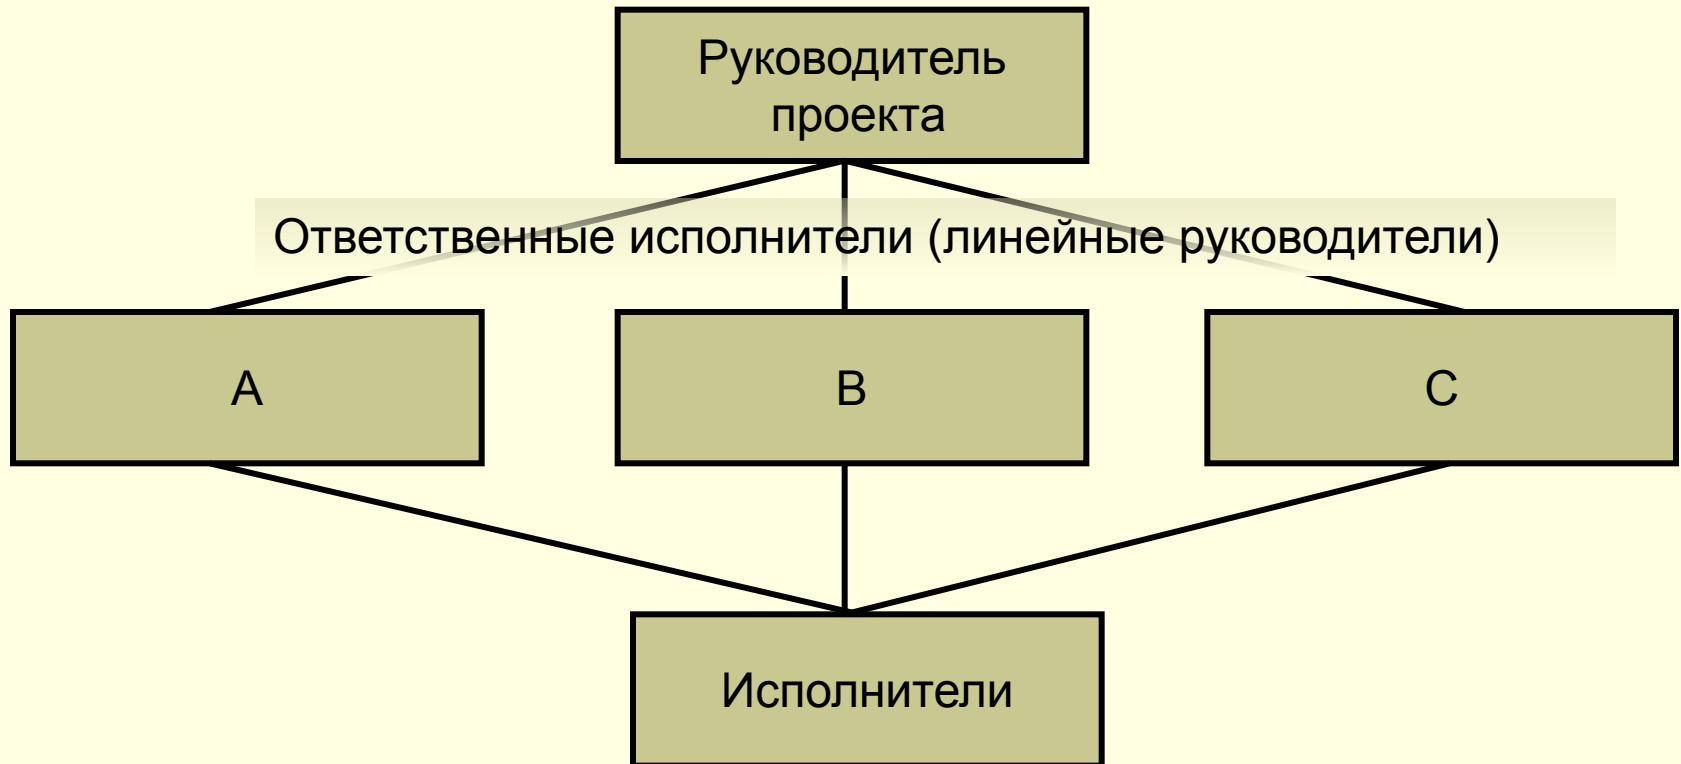 Руководитель
проекта
Ответственные исполнители (линейные руководители)
А
В
С
Исполнители